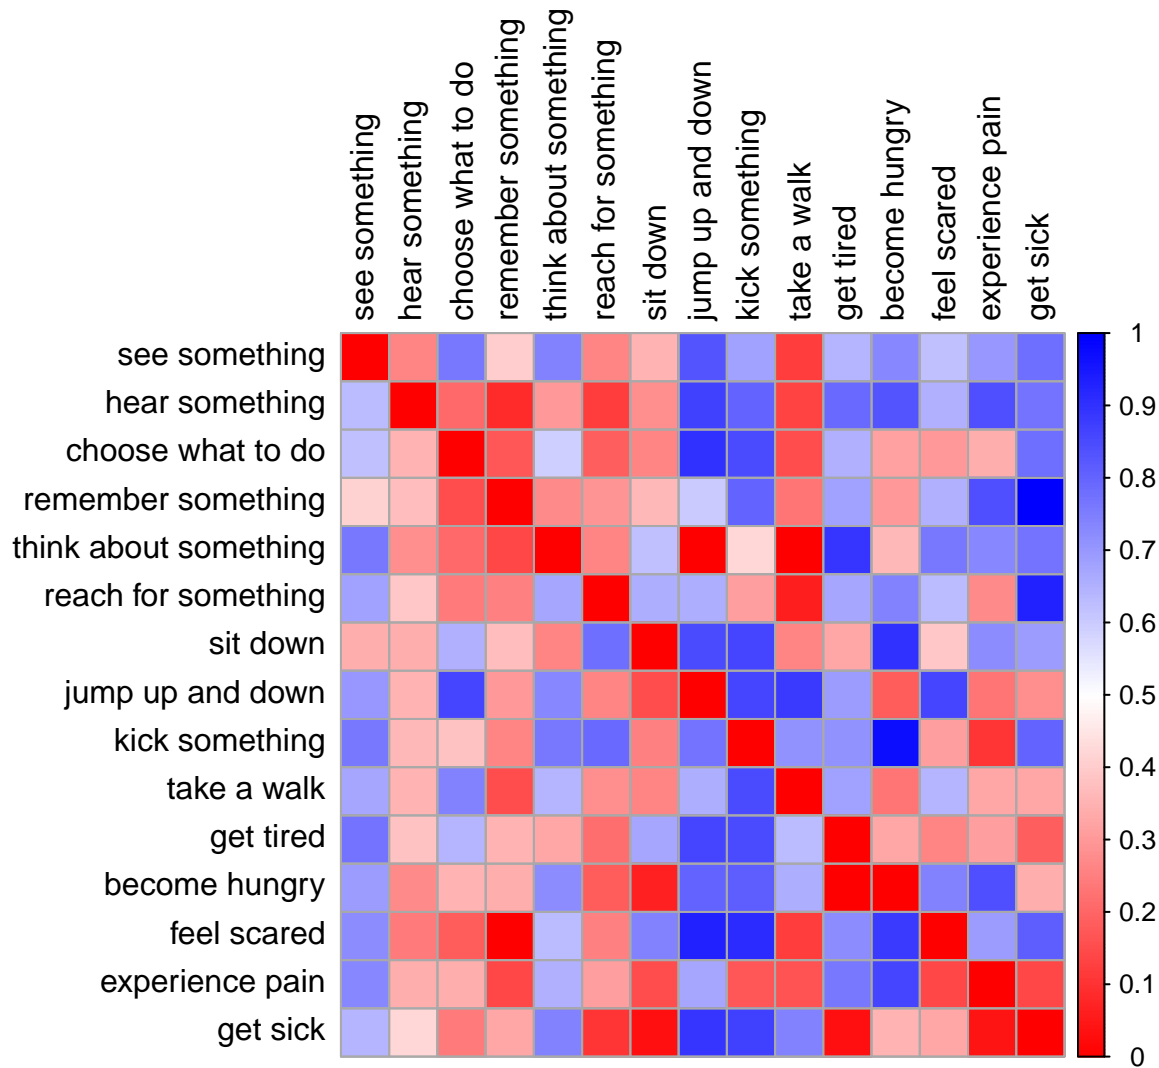 see something
hear something
choose what to do
remember something
think about something
reach for something
sit down
jump up and down
kick something
take a walk
get tired
become hungry
feel scared
experience pain
get sick
see something
hear something
choose what to do
remember something
think about something
reach for something
sit down
jump up and down
kick something
take a walk
get tired
become hungry
feel scared
experience pain
get sick
1
0.9
0.8
0.7
0.6
0.5
0.4
0.3
0.2
0.1
0